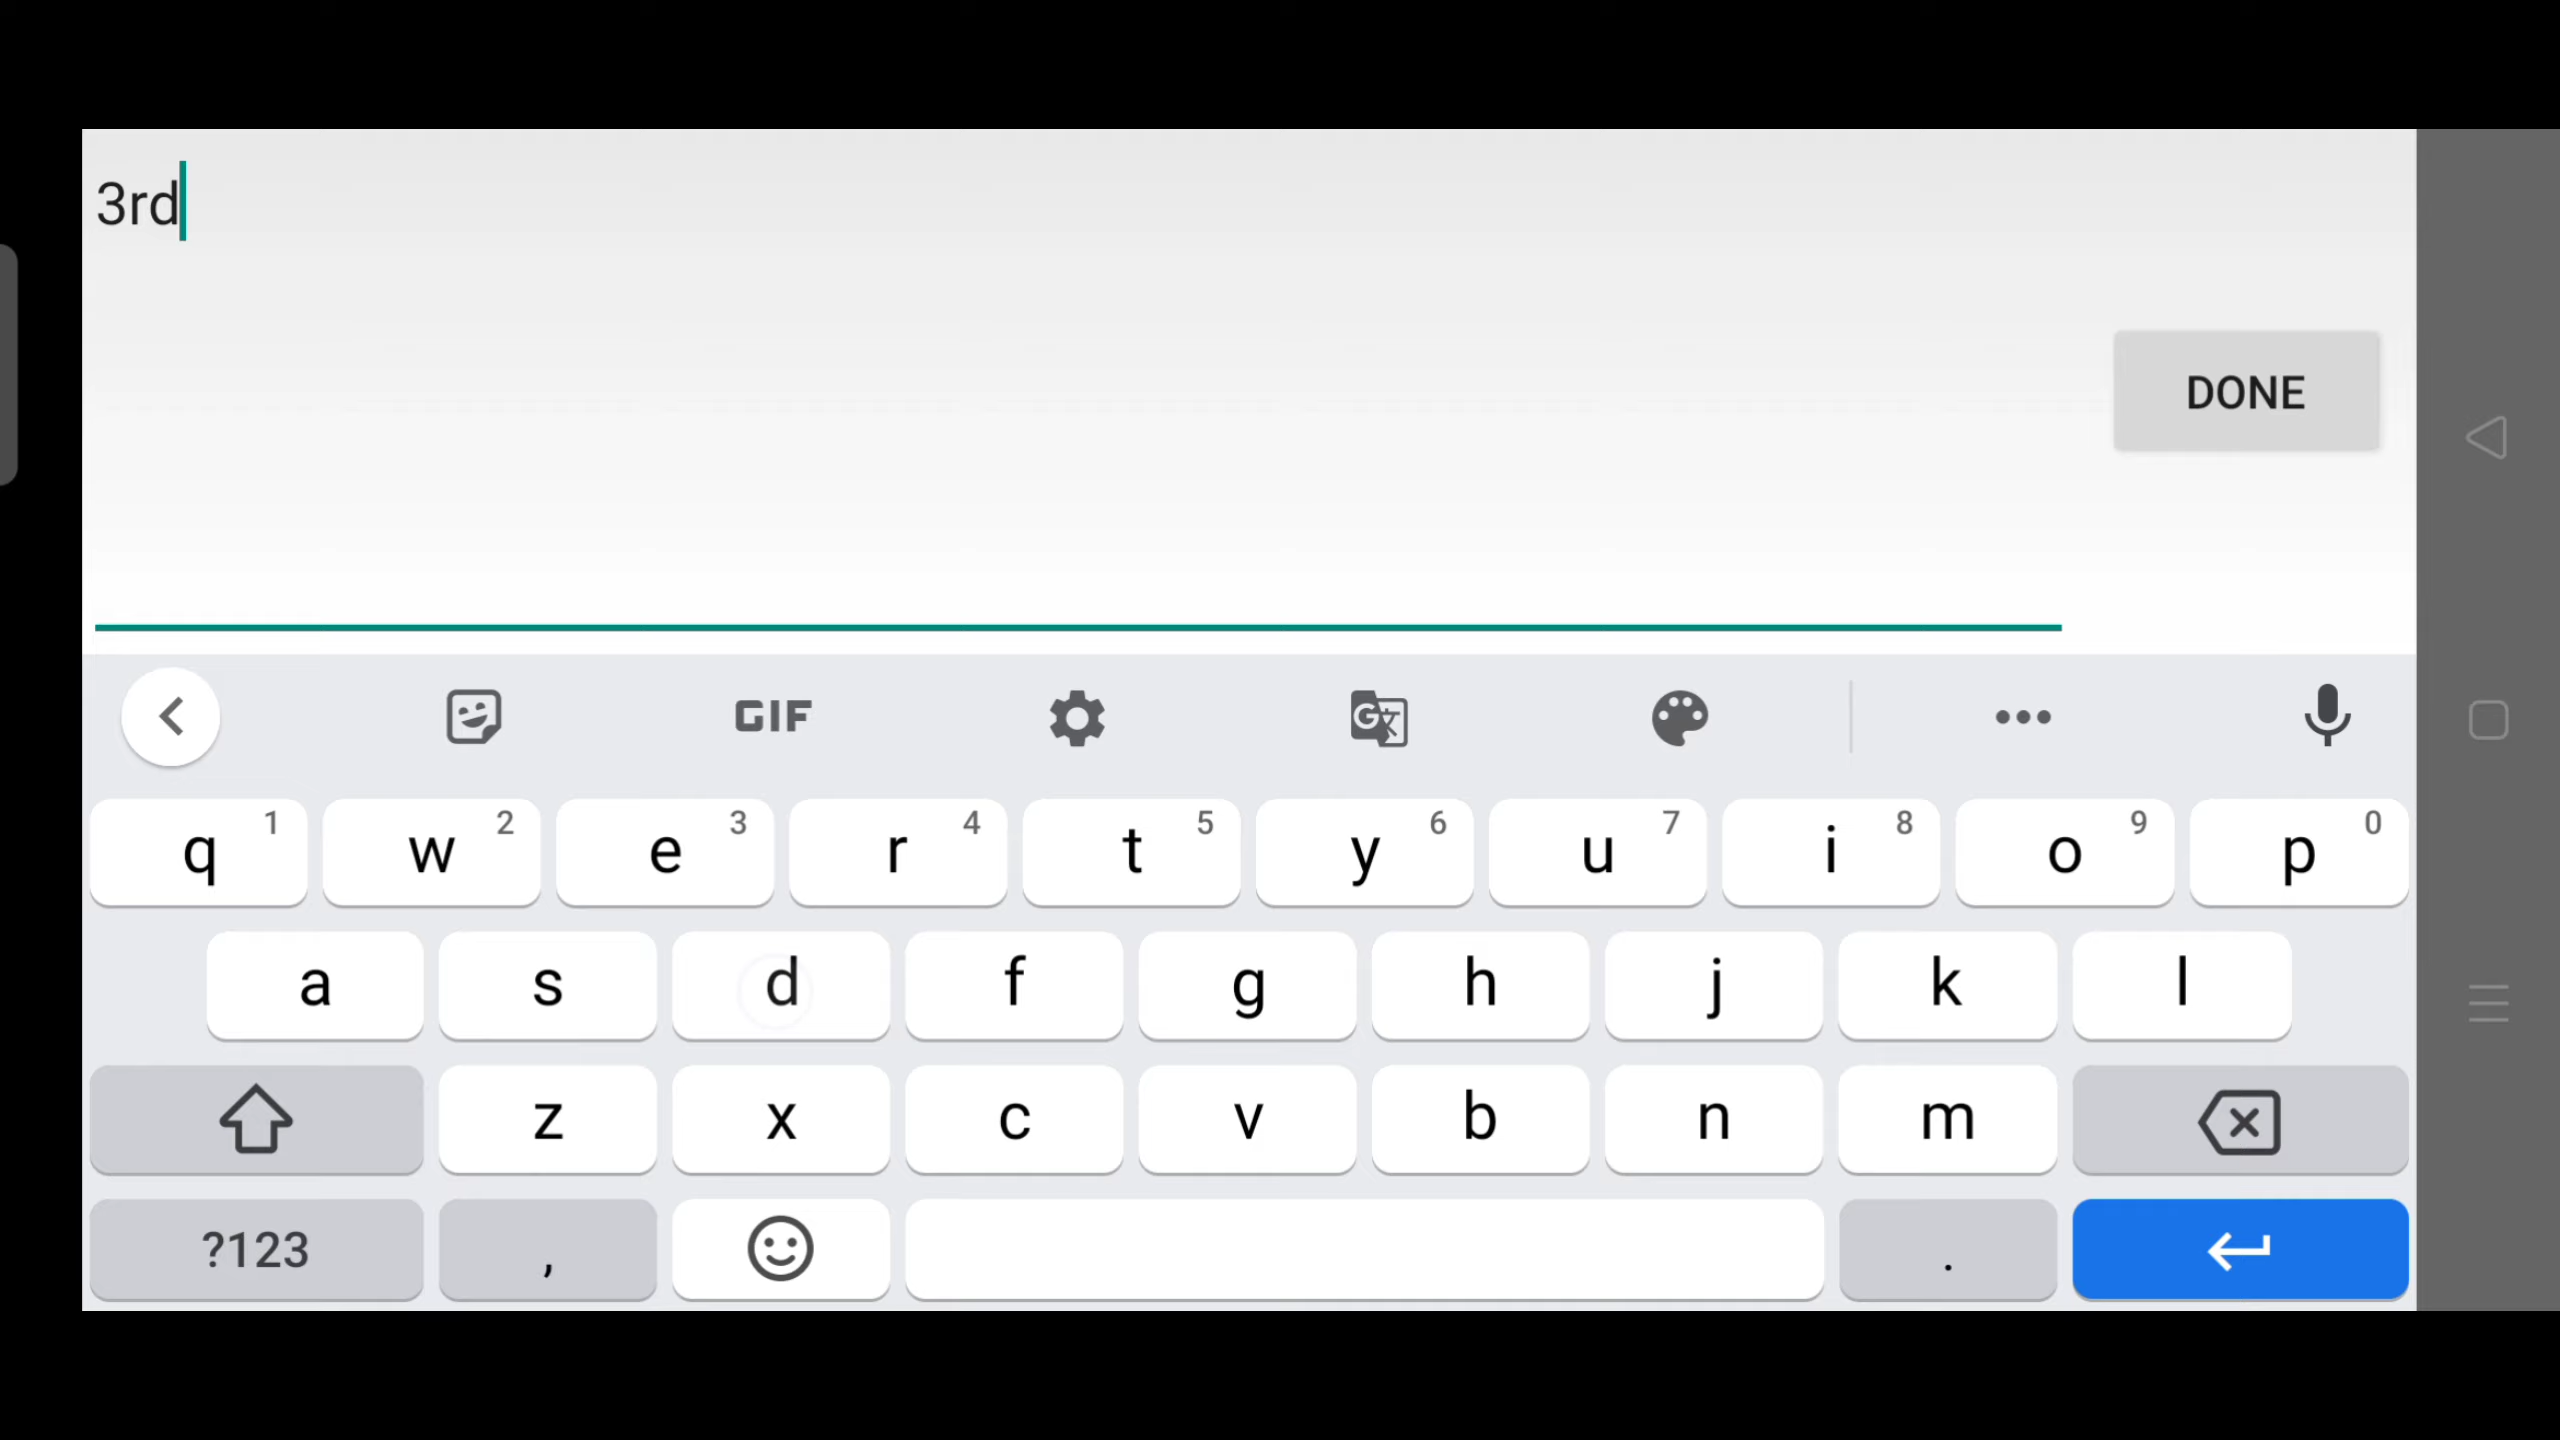 3rd
DONE
GIF
q 1 w 2 e 3 r 4 t 5 y 6 u 7 i 8 o 9 p 0
a s d f g h j k l
z x c v b n m
?123 , .